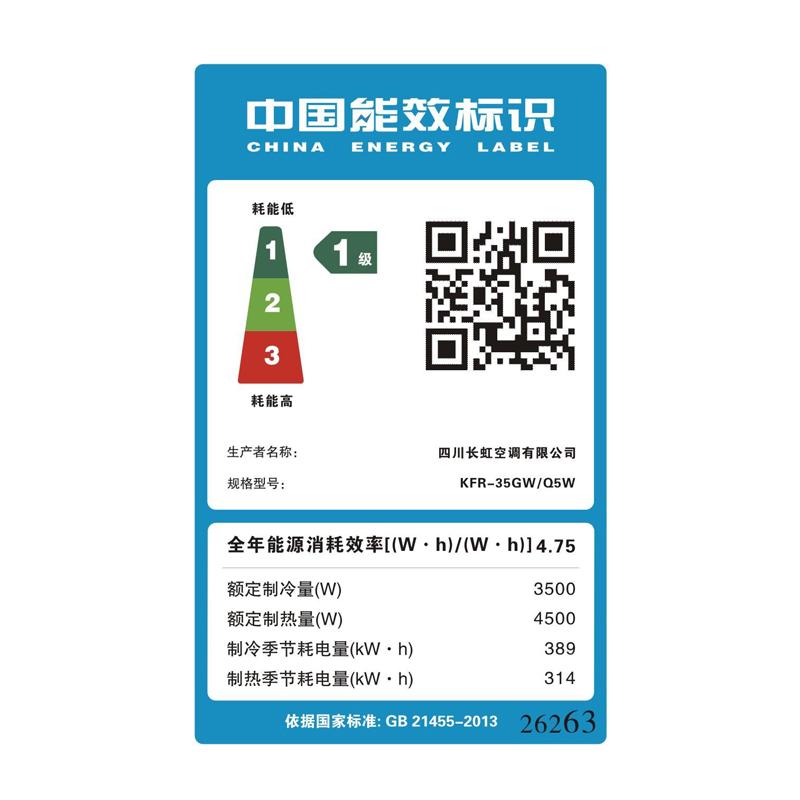 中国能效标识
CHINA ENERGY LABEL
耗能低
1
1级
2
3
耗能高
生产者名称: 四川长虹空调有限公司
规格型号: KFR-35GW/Q5W
全年能源消耗效率[(W·h)/(W·h)] 4.75
额定制冷量(W) 3500
额定制热量(W) 4500
制冷季节耗电量(kW·h) 389
制热季节耗电量(kW·h) 314
依据国家标准: GB 21455-2013 26263